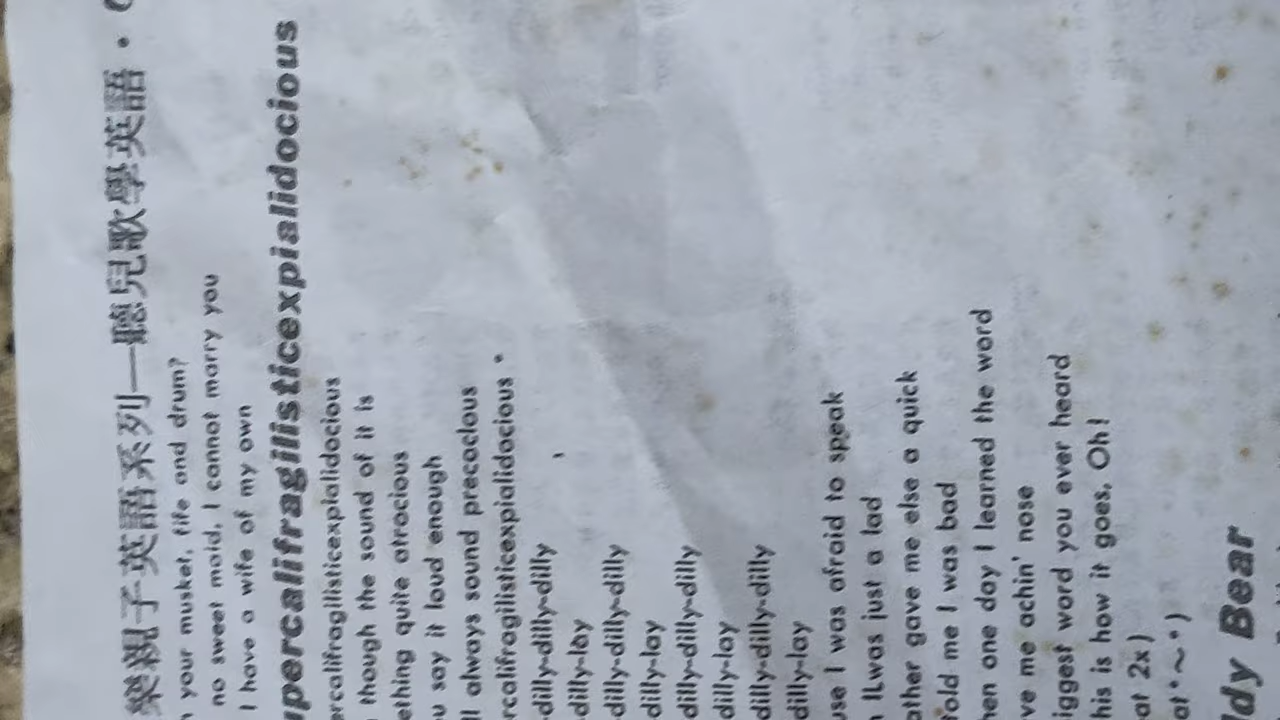 樂親子英語系列—聽兒歌學英語・
your musket, fife and drum?
no sweet maid, I cannot marry you
I have a wife of my own
upercalifragilisticexpialidocious
ercalifragilisticexpialidocious
though the sound of it is
ething quite atrocious
u say it loud enough
ll always sound precocious
rcalifragilisticexpialidocious *
-dilly-dilly-dilly
dilly-lay
dilly-dilly-dilly
dilly-lay
dilly-dilly-dilly
dilly-lay
dilly-dilly-dilly
dilly-lay
use I was afraid to speak
n I was just a lad
ather gave me else a quick
told me I was bad
hen one day I learned the word
ve me achin' nose
iggest word you ever heard
his is how it goes, Oh!
at 2x)
at *~*)
dy Bear